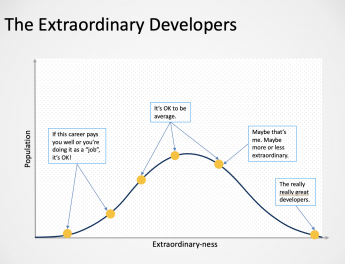 The Extraordinary Developers
It's OK to be
average.
If this career pays
you well or you're
doing it as a "job",
it's OK!
Maybe that's
me. Maybe
more or less
extraordinary.
The really
really great
developers.
Population
Extraordinary-ness